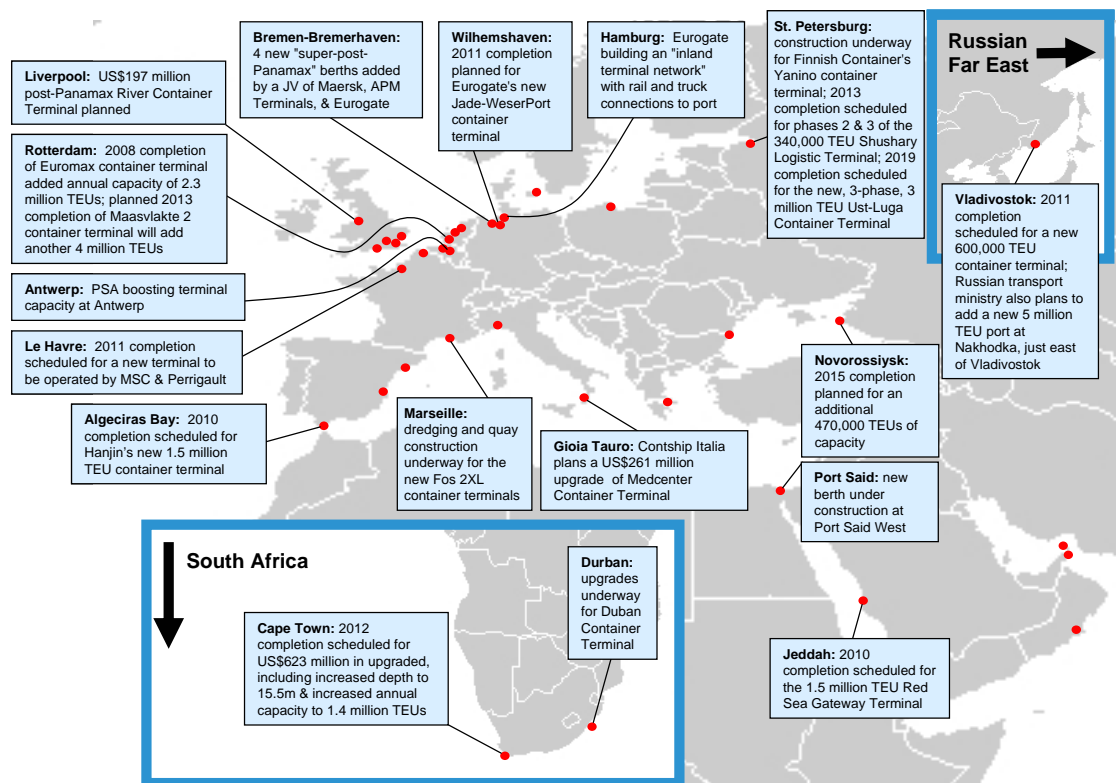 Bremen-Bremerhaven:
4 new "super-post-
Panamax" berths added
by a JV of Maersk, APM
Terminals, & Eurogate
Wilhemshaven:
2011 completion
planned for
Eurogate's new
Jade-WeserPort
container
terminal
Hamburg: Eurogate
building an "inland
terminal network"
with rail and truck
connections to port
St. Petersburg:
construction underway
for Finnish Container's
Yanino container
terminal; 2013
completion scheduled
for phases 2 & 3 of the
340,000 TEU Shushary
Logistic Terminal; 2019
completion scheduled
for the new, 3-phase, 3
million TEU Ust-Luga
Container Terminal
Russian
Far East
Liverpool: US$197 million
post-Panamax River Container
Terminal planned
Rotterdam: 2008 completion
of Euromax container terminal
added annual capacity of 2.3
million TEUs; planned 2013
completion of Maasvlakte 2
container terminal will add
another 4 million TEUs
Vladivostok: 2011
completion
scheduled for a new
600,000 TEU
container terminal;
Russian transport
ministry also plans to
add a new 5 million
TEU port at
Nakhodka, just east
of Vladivostok
Antwerp: PSA boosting terminal
capacity at Antwerp
Le Havre: 2011 completion
scheduled for a new terminal to
be operated by MSC & Perrigault
Novorossiysk:
2015 completion
planned for an
additional
470,000 TEUs of
capacity
Algeciras Bay: 2010
completion scheduled for
Hanjin's new 1.5 million
TEU container terminal
Marseille:
dredging and quay
construction
underway for the
new Fos 2XL
container terminals
Gioia Tauro: Contship Italia
plans a US$261 million
upgrade of Medcenter
Container Terminal
Port Said: new
berth under
construction at
Port Said West
South Africa
Durban:
upgrades
underway
for Duban
Container
Terminal
Cape Town: 2012
completion scheduled for
US$623 million in upgraded,
including increased depth to
15.5m & increased annual
capacity to 1.4 million TEUs
Jeddah: 2010
completion scheduled for
the 1.5 million TEU Red
Sea Gateway Terminal